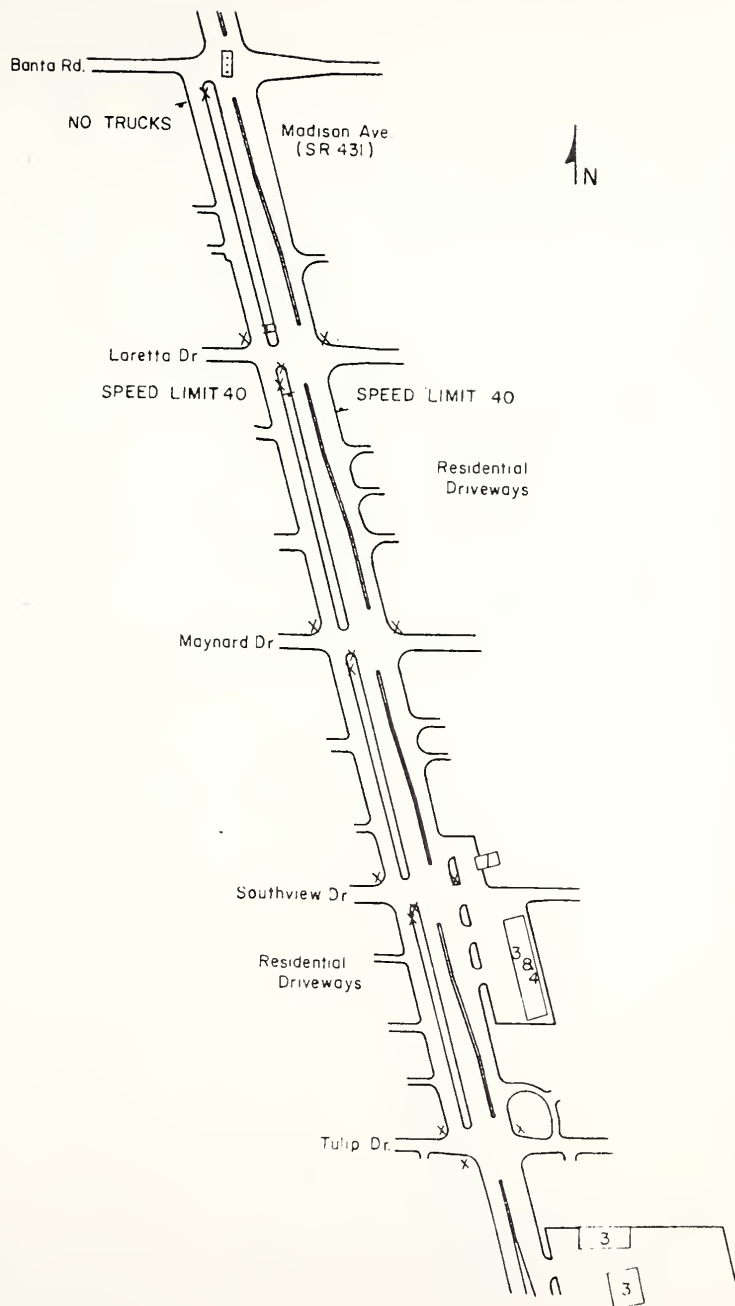 Banta Rd.
NO TRUCKS
Madison Ave.
(SR 431)
N
Loretta Dr
SPEED LIMIT 40
SPEED LIMIT 40
Residential
Driveways
Maynard Dr
Southview Dr
Residential
Driveways
3
&
4
Tulip Dr.
3
3